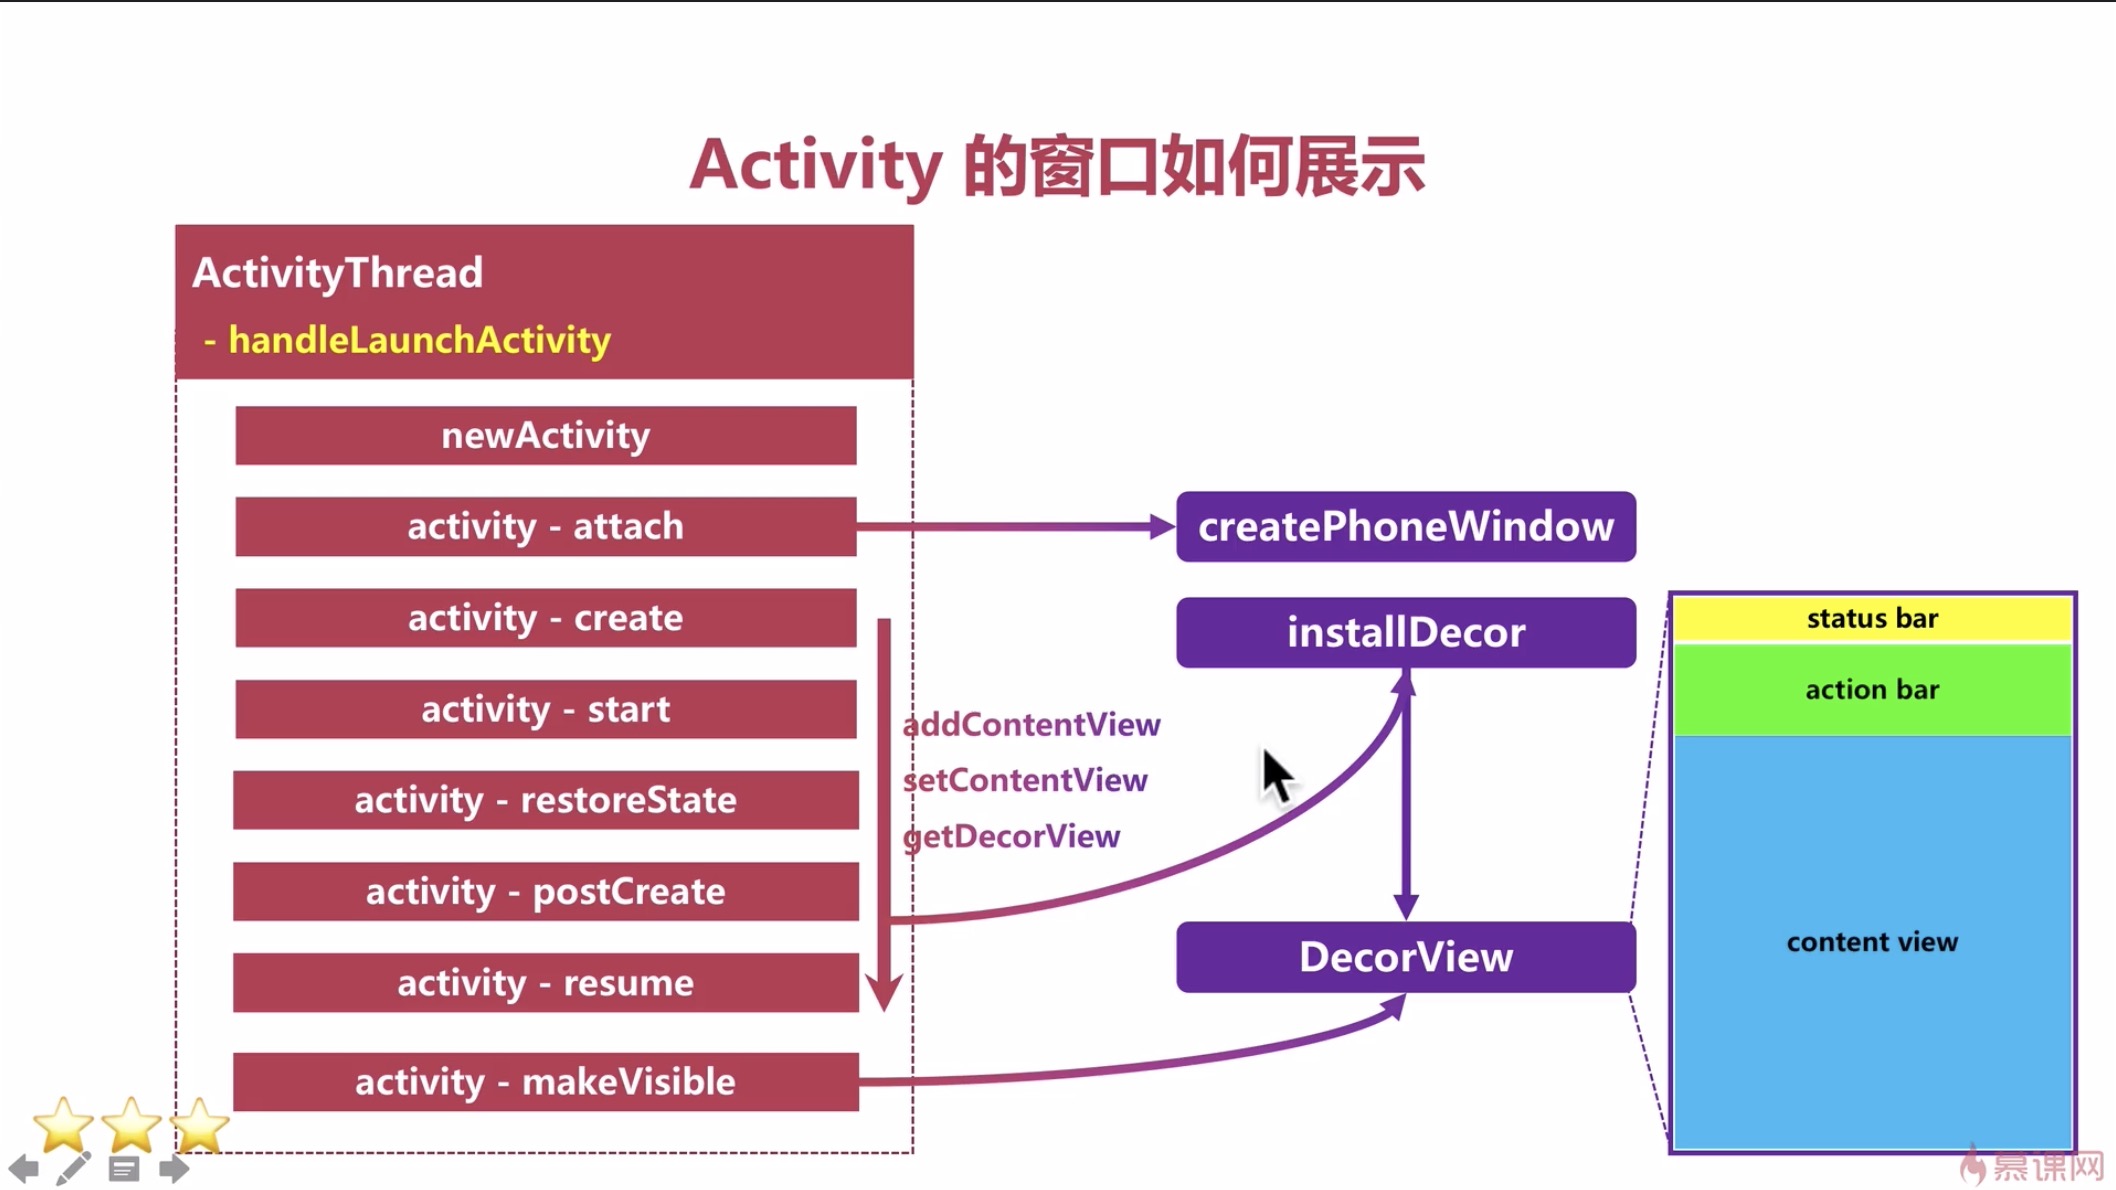 Activity 的窗口如何展示
ActivityThread
- handleLaunchActivity
newActivity
activity - attach
activity - create
activity - start
activity - restoreState
activity - postCreate
activity - resume
activity - makeVisible
addContentView
setContentView
getDecorView
createPhoneWindow
installDecor
DecorView
status bar
action bar
content view
慕课网